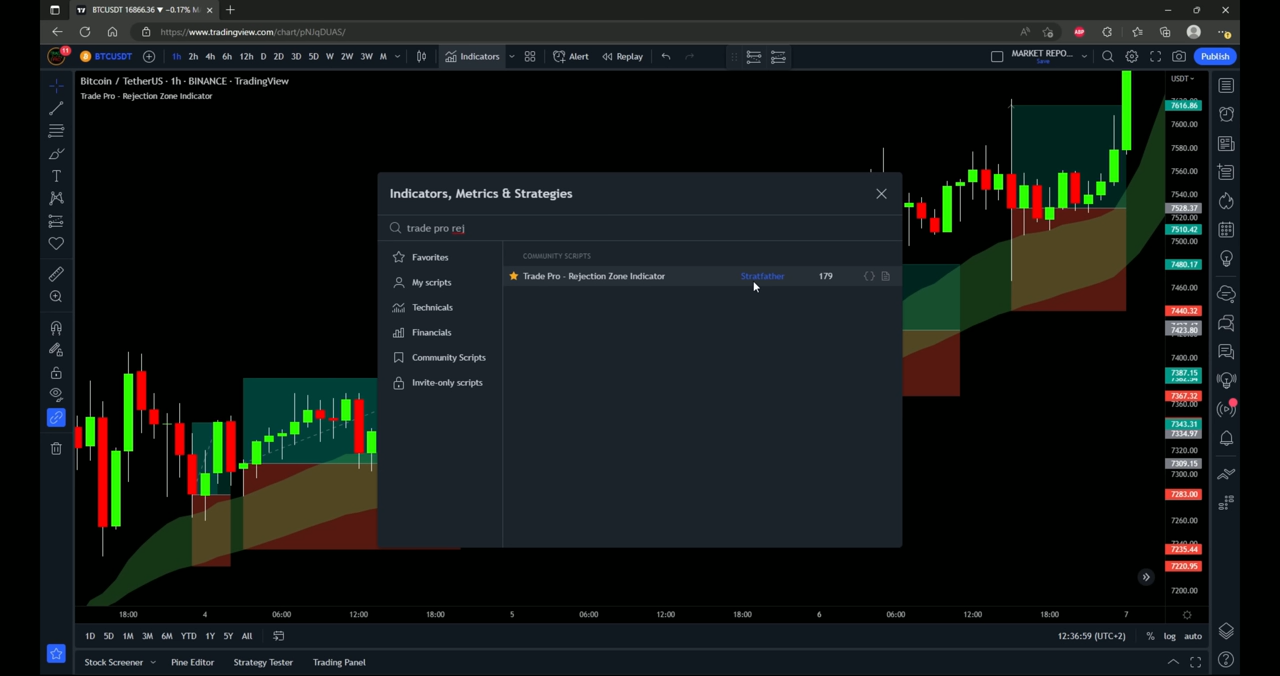 BTCUSDT 16866.36 ▼ −0.17% M
https://www.tradingview.com/chart/pNJqDUAS/
ABP
11
BTCUSDT
1h 2h 4h 6h 12h D 2D 3D 5D W 2W 3W M
Indicators
Alert
Replay
MARKET REPO...
Save
Publish
Bitcoin / TetherUS · 1h · BINANCE · TradingView
Trade Pro - Rejection Zone Indicator
USDT
7616.86
7600.00
7580.00
7560.00
7540.00
7528.37
7520.00
7510.42
7500.00
7480.17
7460.00
7440.32
7423.80
7400.00
7387.15
7367.32
7360.00
7343.31
7334.97
7320.00
7309.15
7300.00
7283.00
7260.00
7240.00
7235.44
7220.95
7200.00
Indicators, Metrics & Strategies
trade pro rej
Favorites
My scripts
Technicals
Financials
Community Scripts
Invite-only scripts
COMMUNITY SCRIPTS
Trade Pro - Rejection Zone Indicator Stratfather 179
18:00 4 06:00 12:00 18:00 5 06:00 12:00 18:00 6 06:00 12:00 18:00 7
1D 5D 1M 3M 6M YTD 1Y 5Y All
12:36:59 (UTC+2) % log auto
Stock Screener Pine Editor Strategy Tester Trading Panel